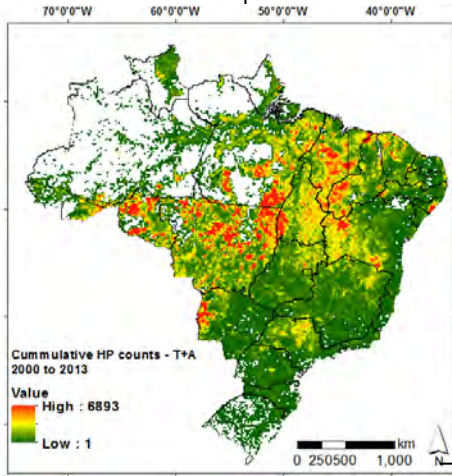 70°0'0"W 60°0'0"W 50°0'0"W 40°0'0"W
Cummulative HP counts - T+A
2000 to 2013
Value
High : 6893
Low : 1
km
0 250500 1,000
N